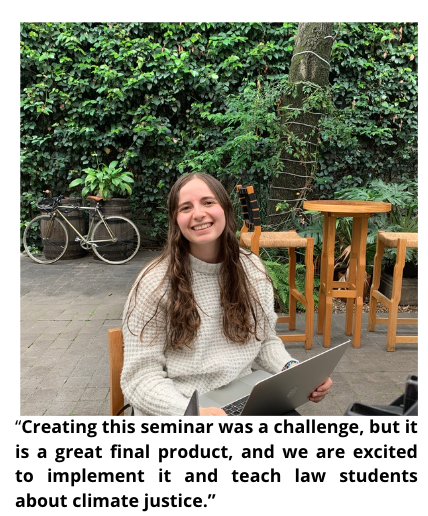 “Creating this seminar was a challenge, but it
is a great final product, and we are excited
to implement it and teach law students
about climate justice.”